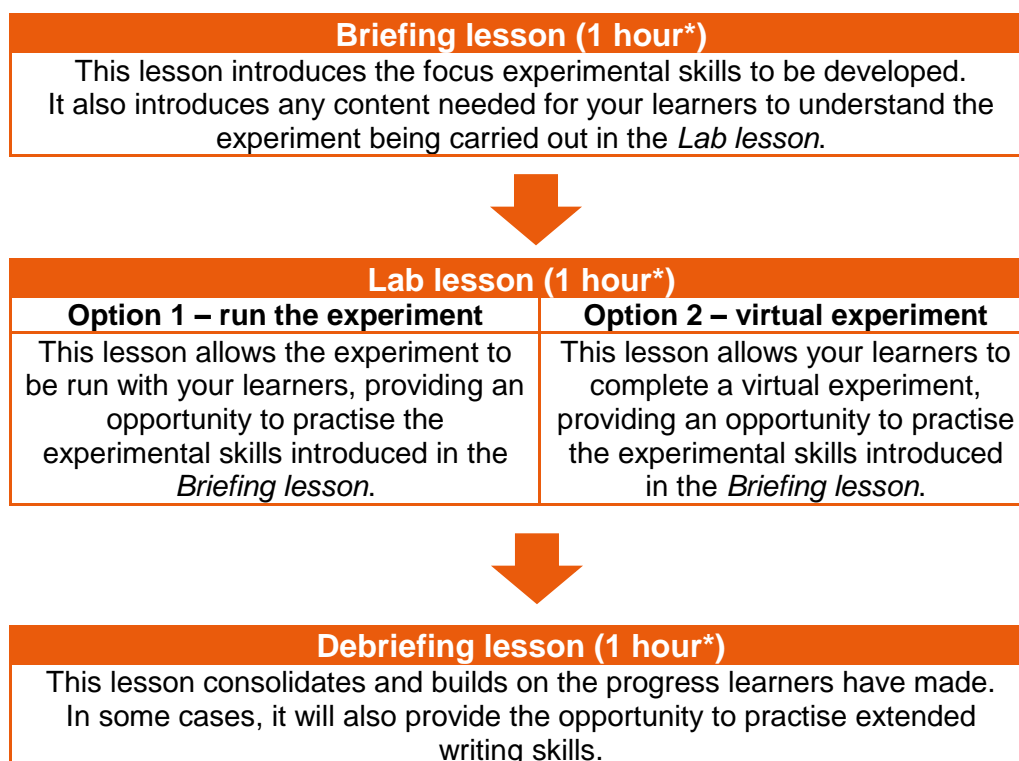 Briefing lesson (1 hour*)
This lesson introduces the focus experimental skills to be developed.
It also introduces any content needed for your learners to understand the
experiment being carried out in the Lab lesson.
Lab lesson (1 hour*)
Option 1 – run the experiment
This lesson allows the experiment to
be run with your learners, providing an
opportunity to practise the
experimental skills introduced in the
Briefing lesson.
Option 2 – virtual experiment
This lesson allows your learners to
complete a virtual experiment,
providing an opportunity to practise
the experimental skills introduced
in the Briefing lesson.
Debriefing lesson (1 hour*)
This lesson consolidates and builds on the progress learners have made.
In some cases, it will also provide the opportunity to practise extended
writing skills.